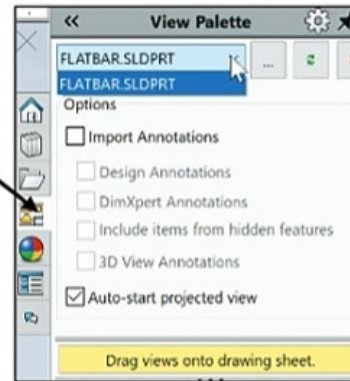 View Palette
FLATBAR.SLDPRT
...
FLATBAR.SLDPRT
Options
Import Annotations
Design Annotations
DimXpert Annotations
Include items from hidden features
3D View Annotations
Auto-start projected view
Drag views onto drawing sheet.